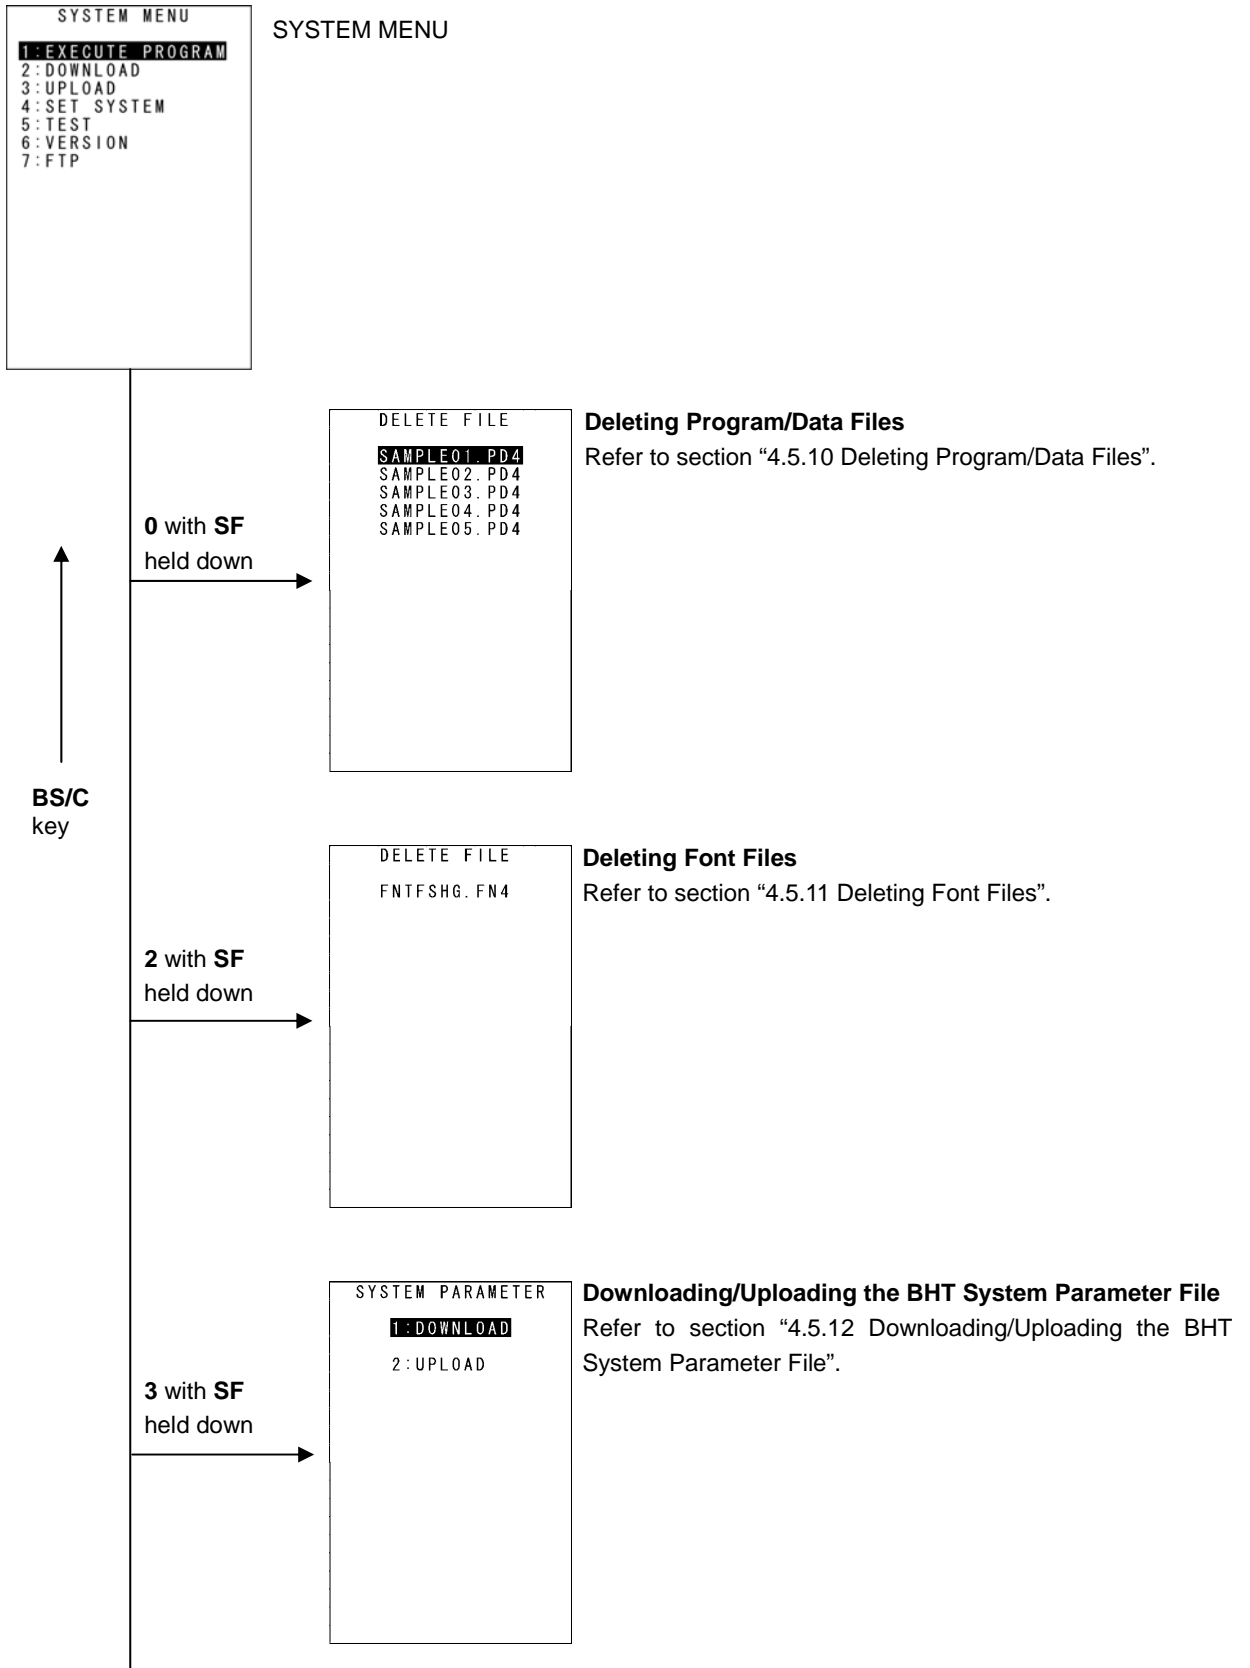 SYSTEM MENU
1:EXECUTE PROGRAM
2:DOWNLOAD
3:UPLOAD
4:SET SYSTEM
5:TEST
6:VERSION
7:FTP
SYSTEM MENU
DELETE FILE
SAMPLE01.PD4
SAMPLE02.PD4
SAMPLE03.PD4
SAMPLE04.PD4
SAMPLE05.PD4
Deleting Program/Data Files
Refer to section “4.5.10 Deleting Program/Data Files”.
0 with SF
held down
BS/C
key
DELETE FILE
FNTFSHG.FN4
Deleting Font Files
Refer to section “4.5.11 Deleting Font Files”.
2 with SF
held down
SYSTEM PARAMETER
1:DOWNLOAD
2:UPLOAD
Downloading/Uploading the BHT System Parameter File
Refer to section “4.5.12 Downloading/Uploading the BHT
System Parameter File”.
3 with SF
held down